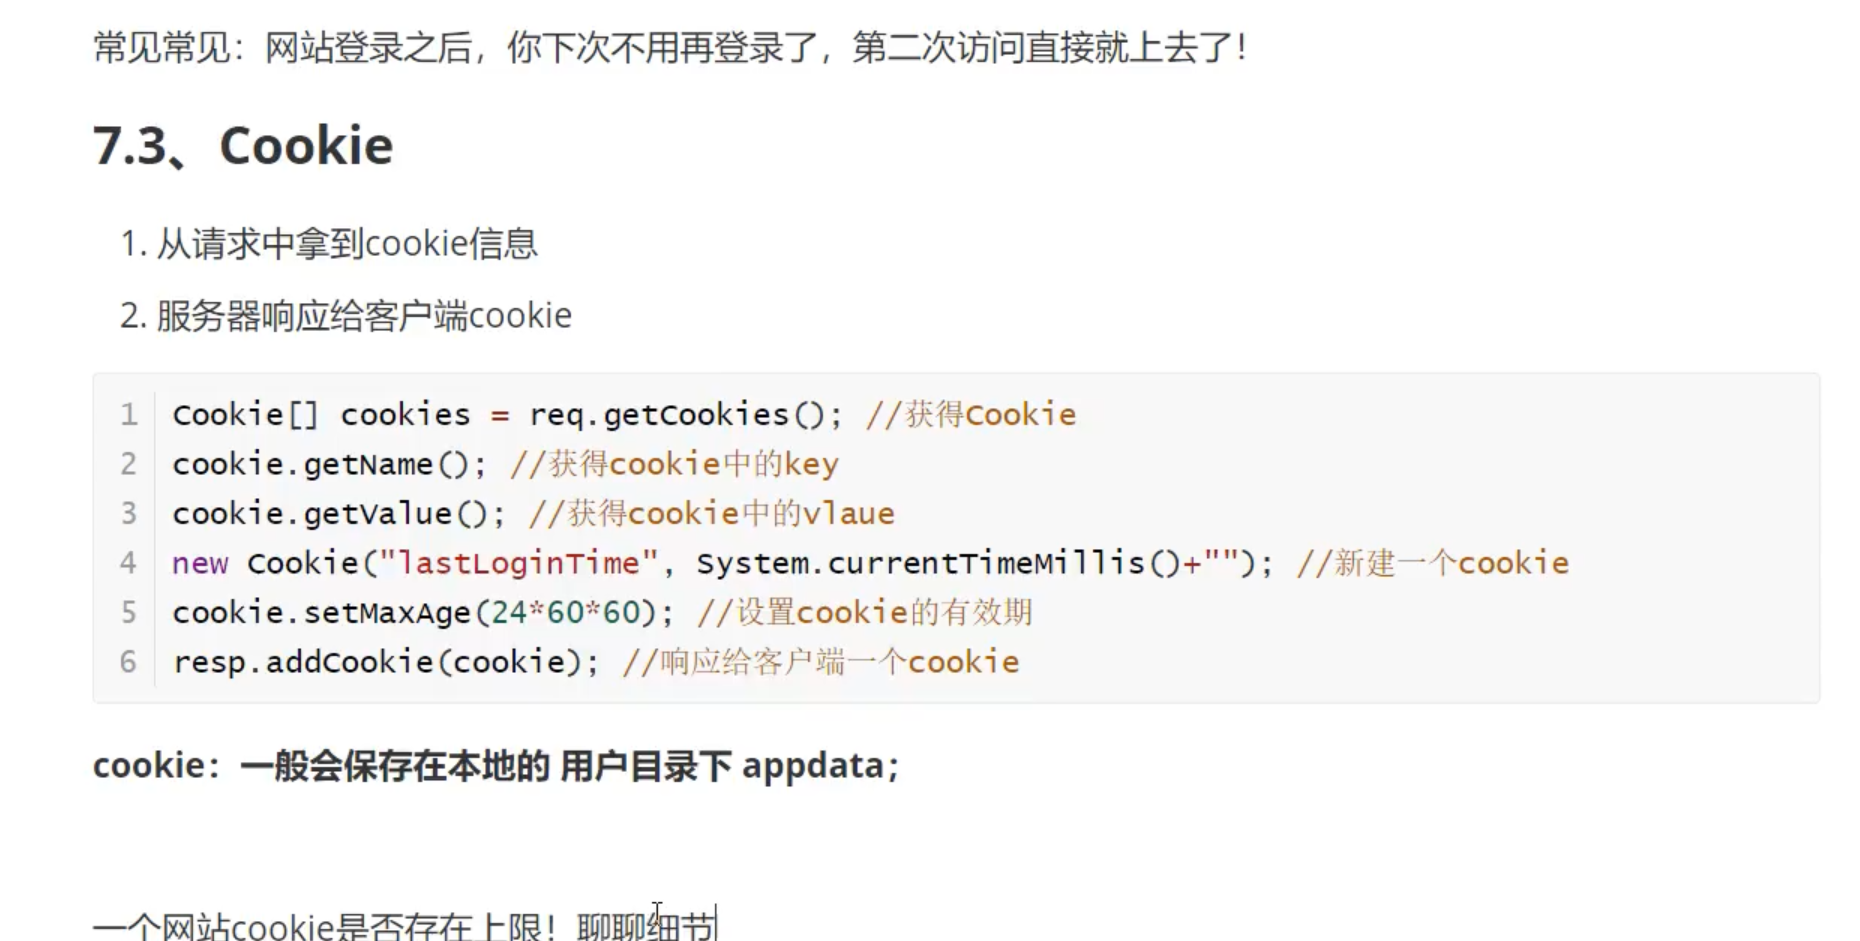 常见常见：网站登录之后，你下次不用再登录了，第二次访问直接就上去了！
7.3、Cookie
1. 从请求中拿到cookie信息
2. 服务器响应给客户端cookie
1 Cookie[] cookies = req.getCookies(); //获得Cookie
2 cookie.getName(); //获得cookie中的key
3 cookie.getValue(); //获得cookie中的vlaue
4 new Cookie("lastLoginTime", System.currentTimeMillis()+""); //新建一个cookie
5 cookie.setMaxAge(24*60*60); //设置cookie的有效期
6 resp.addCookie(cookie); //响应给客户端一个cookie
cookie：一般会保存在本地的 用户目录下 appdata；
一个网站cookie是否存在上限！聊聊细节